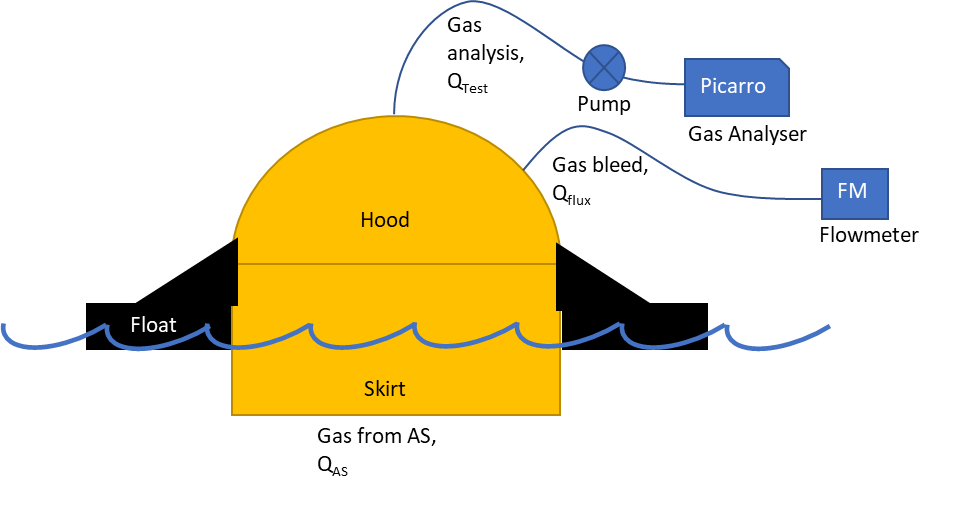 Gas
analysis,
QTest
Pump
Picarro
Gas Analyser
Gas bleed,
Qflux
FM
Flowmeter
Hood
Float
Skirt
Gas from AS,
QAS